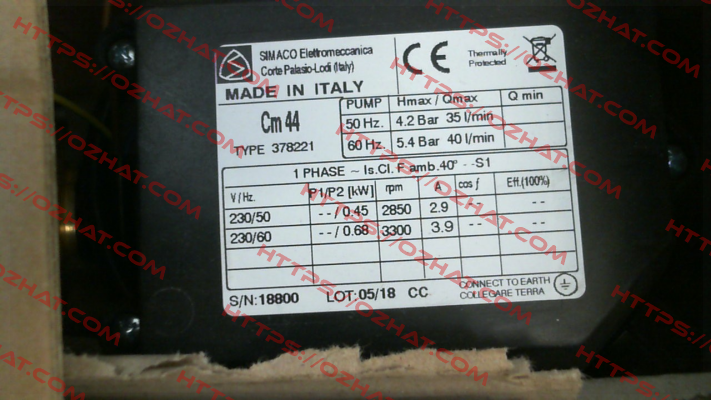 SIMACO Elettromeccanica
Corte Palasio-Lodi (Italy)
MADE IN ITALY
CE
Thermally
Protected
Cm 44
TYPE 378221
PUMP Hmax / Qmax Q min
50 Hz. 4.2 Bar 35 l/min
60 Hz. 5.4 Bar 40 l/min
1 PHASE ~ Is.Cl. F amb.40° - -S1
V/Hz. P1/P2 [kW] rpm A cos ƒ Eff.(100%)
230/50 - - / 0.45 2850 2.9 - - - -
230/60 - - / 0.68 3300 3.9 - - - -
S/N:18800 LOT:05/18 CC
CONNECT TO EARTH
COLLEGARE TERRA
HTTPS://OZHAT.COM